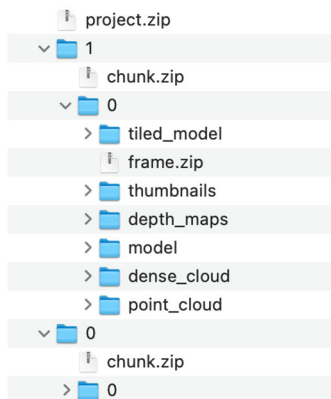 project.zip
1
chunk.zip
0
tiled_model
frame.zip
thumbnails
depth_maps
model
dense_cloud
point_cloud
0
chunk.zip
0